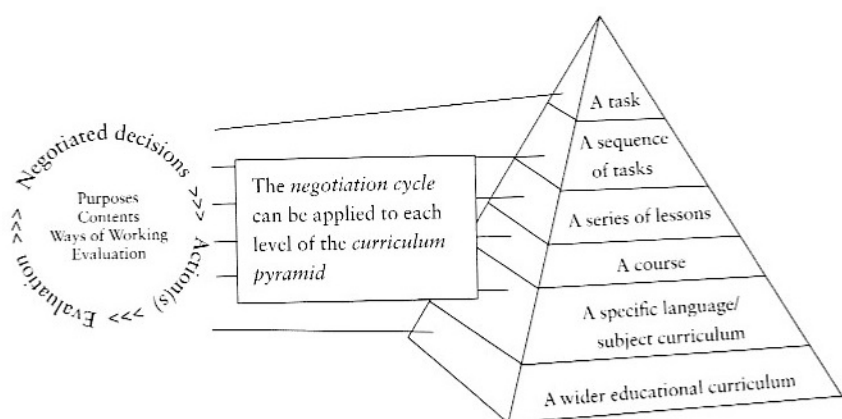 Negotiated decisions >>> Action(s) >>> Evaluation >>>
Purposes
Contents
Ways of Working
Evaluation
The negotiation cycle
can be applied to each
level of the curriculum
pyramid
A task
A sequence
of tasks
A series of lessons
A course
A specific language/
subject curriculum
A wider educational curriculum